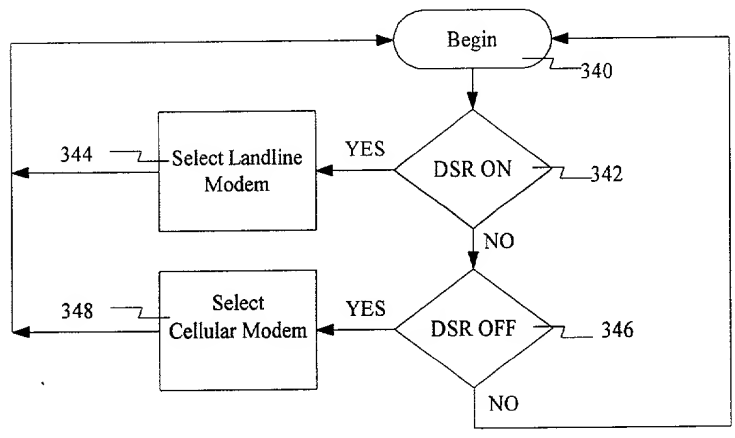 Begin
340
344
Select Landline
Modem
YES
DSR ON
342
NO
348
Select
Cellular Modem
YES
DSR OFF
346
NO